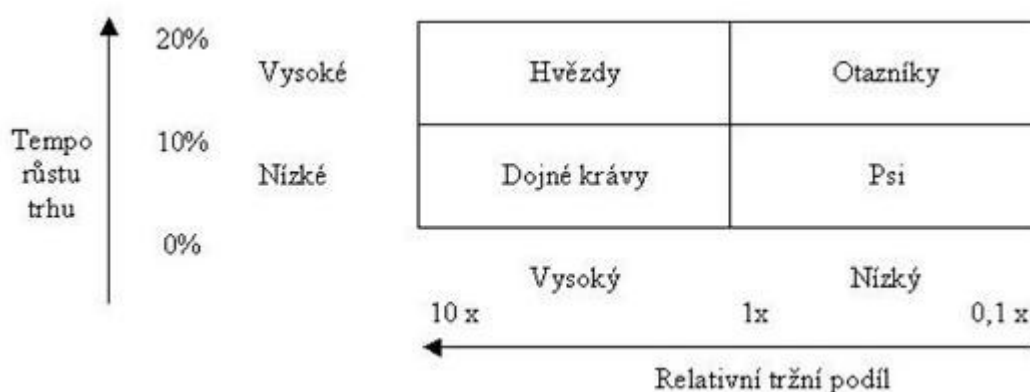 20%
Vysoké Hvězdy Otazníky
Tempo
růstu
trhu
10%
Nízké Dojné krávy Psi
0%
Vysoký Nízký
10 x 1x 0,1 x
Relativní tržní podíl